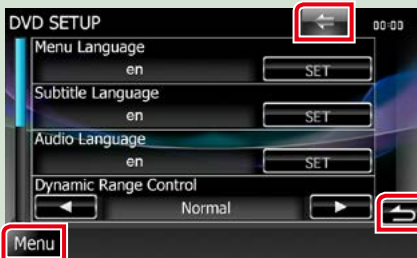 DVD SETUP 00:00
Menu Language
en SET
Subtitle Language
en SET
Audio Language
en SET
Dynamic Range Control
Normal
Menu